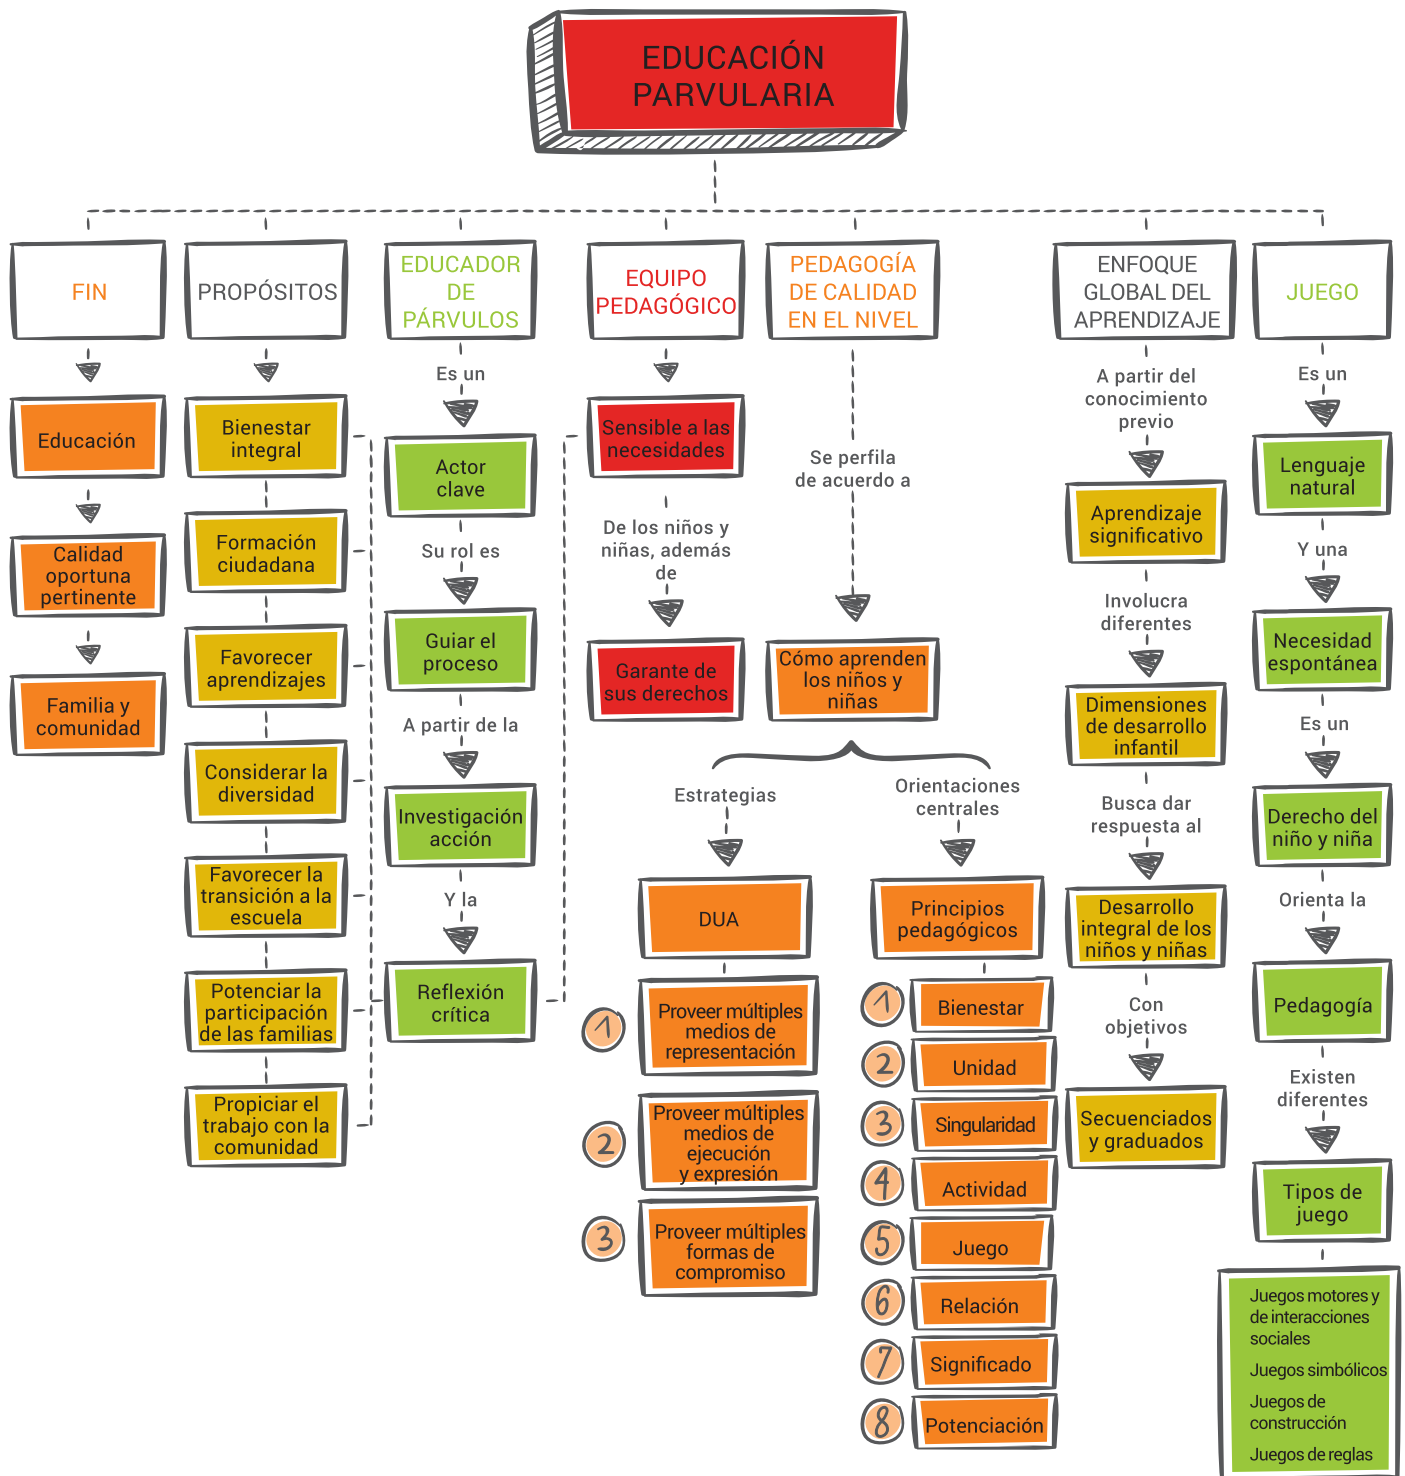 EDUCACIÓN
PARVULARIA
FIN
Educación
Calidad
oportuna
pertinente
Familia y
comunidad
PROPÓSITOS
Bienestar
integral
Formación
ciudadana
Favorecer
aprendizajes
Considerar la
diversidad
Favorecer la
transición a la
escuela
Potenciar la
participación
de las familias
Propiciar el
trabajo con la
comunidad
EDUCADOR
DE
PÁRVULOS
Es un
Actor
clave
Su rol es
Guiar el
proceso
A partir de la
Investigación
acción
Y la
Reflexión
crítica
EQUIPO
PEDAGÓGICO
Sensible a las
necesidades
De los niños y
niñas, además
de
Garante de
sus derechos
PEDAGOGÍA
DE CALIDAD
EN EL NIVEL
Se perfila
de acuerdo a
Cómo aprenden
los niños y
niñas
Estrategias
DUA
1
Proveer múltiples
medios de
representación
2
Proveer múltiples
medios de
ejecución
y expresión
3
Proveer múltiples
formas de
compromiso
Orientaciones
centrales
Principios
pedagógicos
1 Bienestar
2 Unidad
3 Singularidad
4 Actividad
5 Juego
6 Relación
7 Significado
8 Potenciación
ENFOQUE
GLOBAL DEL
APRENDIZAJE
A partir del
conocimiento
previo
Aprendizaje
significativo
Involucra
diferentes
Dimensiones
de desarrollo
infantil
Busca dar
respuesta al
Desarrollo
integral de los
niños y niñas
Con
objetivos
Secuenciados
y graduados
JUEGO
Es un
Lenguaje
natural
Y una
Necesidad
espontánea
Es un
Derecho del
niño y niña
Orienta la
Pedagogía
Existen
diferentes
Tipos de
juego
Juegos motores y
de interacciones
sociales
Juegos simbólicos
Juegos de
construcción
Juegos de reglas